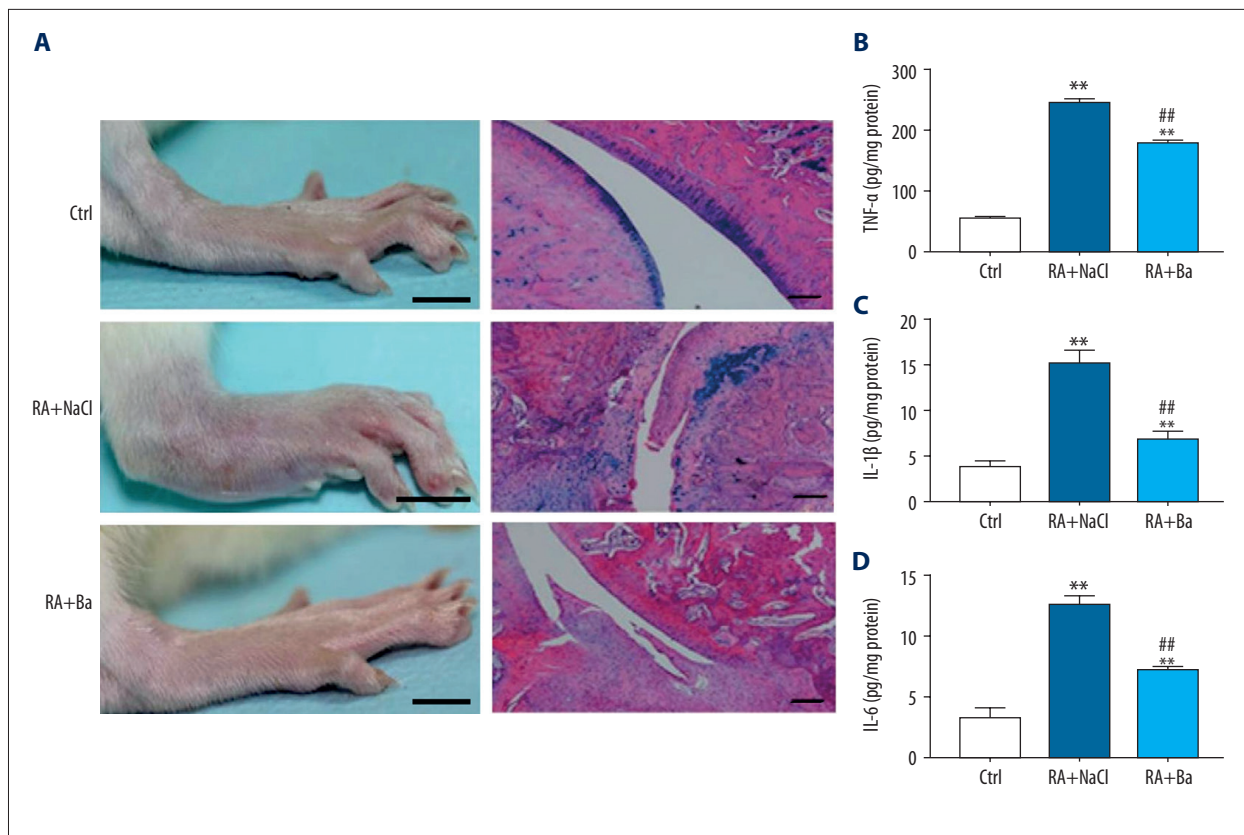 A
Ctrl
RA+NaCl
RA+Ba
B
TNF-α (pg/mg protein)
300
200
100
0
**
##
**
Ctrl RA+NaCl RA+Ba
C
IL-1β (pg/mg protein)
20
15
10
5
0
**
##
**
Ctrl RA+NaCl RA+Ba
D
IL-6 (pg/mg protein)
15
10
5
0
**
##
**
Ctrl RA+NaCl RA+Ba